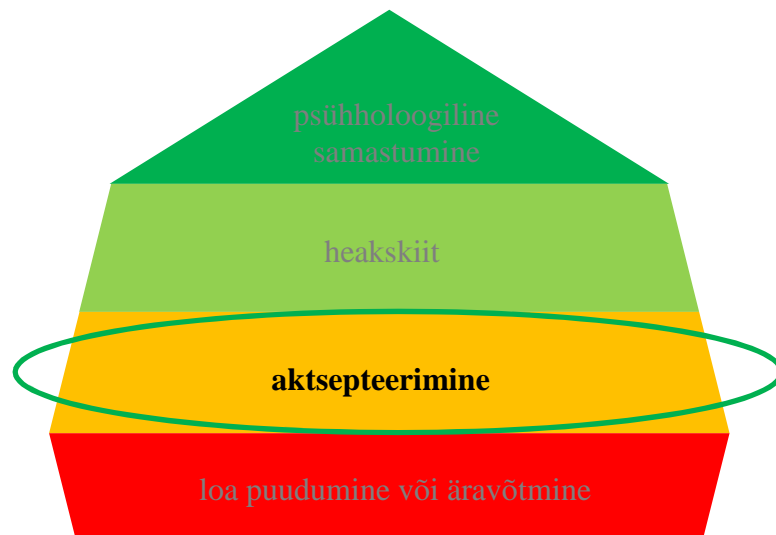 psühholoogiline
samastumine
heakskiit
aktsepteerimine
loa puudumine või äravõtmine